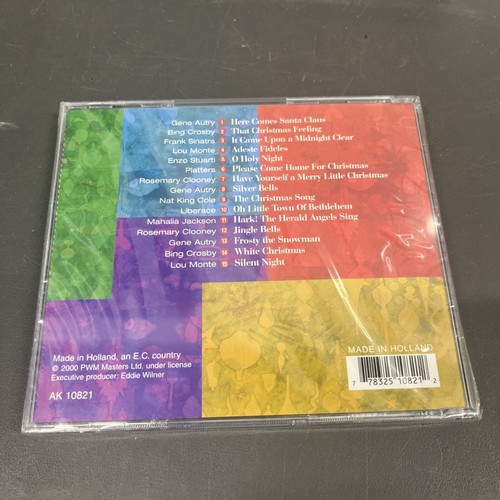 Gene Autry 1 Here Comes Santa Claus
Bing Crosby 2 That Christmas Feeling
Frank Sinatra 3 It Came Upon a Midnight Clear
Lou Monte 4 Adeste Fideles
Enzo Stuarti 5 O Holy Night
Platters 6 Please Come Home For Christmas
Rosemary Clooney 7 Have Yourself a Merry Little Christmas
Gene Autry 8 Silver Bells
Nat King Cole 9 The Christmas Song
Liberace 10 Oh Little Town Of Bethlehem
Mahalia Jackson 11 Hark! The Herald Angels Sing
Rosemary Clooney 12 Jingle Bells
Gene Autry 13 Frosty the Snowman
Bing Crosby 14 White Christmas
Lou Monte 15 Silent Night
Made in Holland, an E.C. country
© 2000 PWM Masters Ltd, under license
Executive producer: Eddie Wilner
AK 10821
MADE IN HOLLAND
7 78325 10821 2